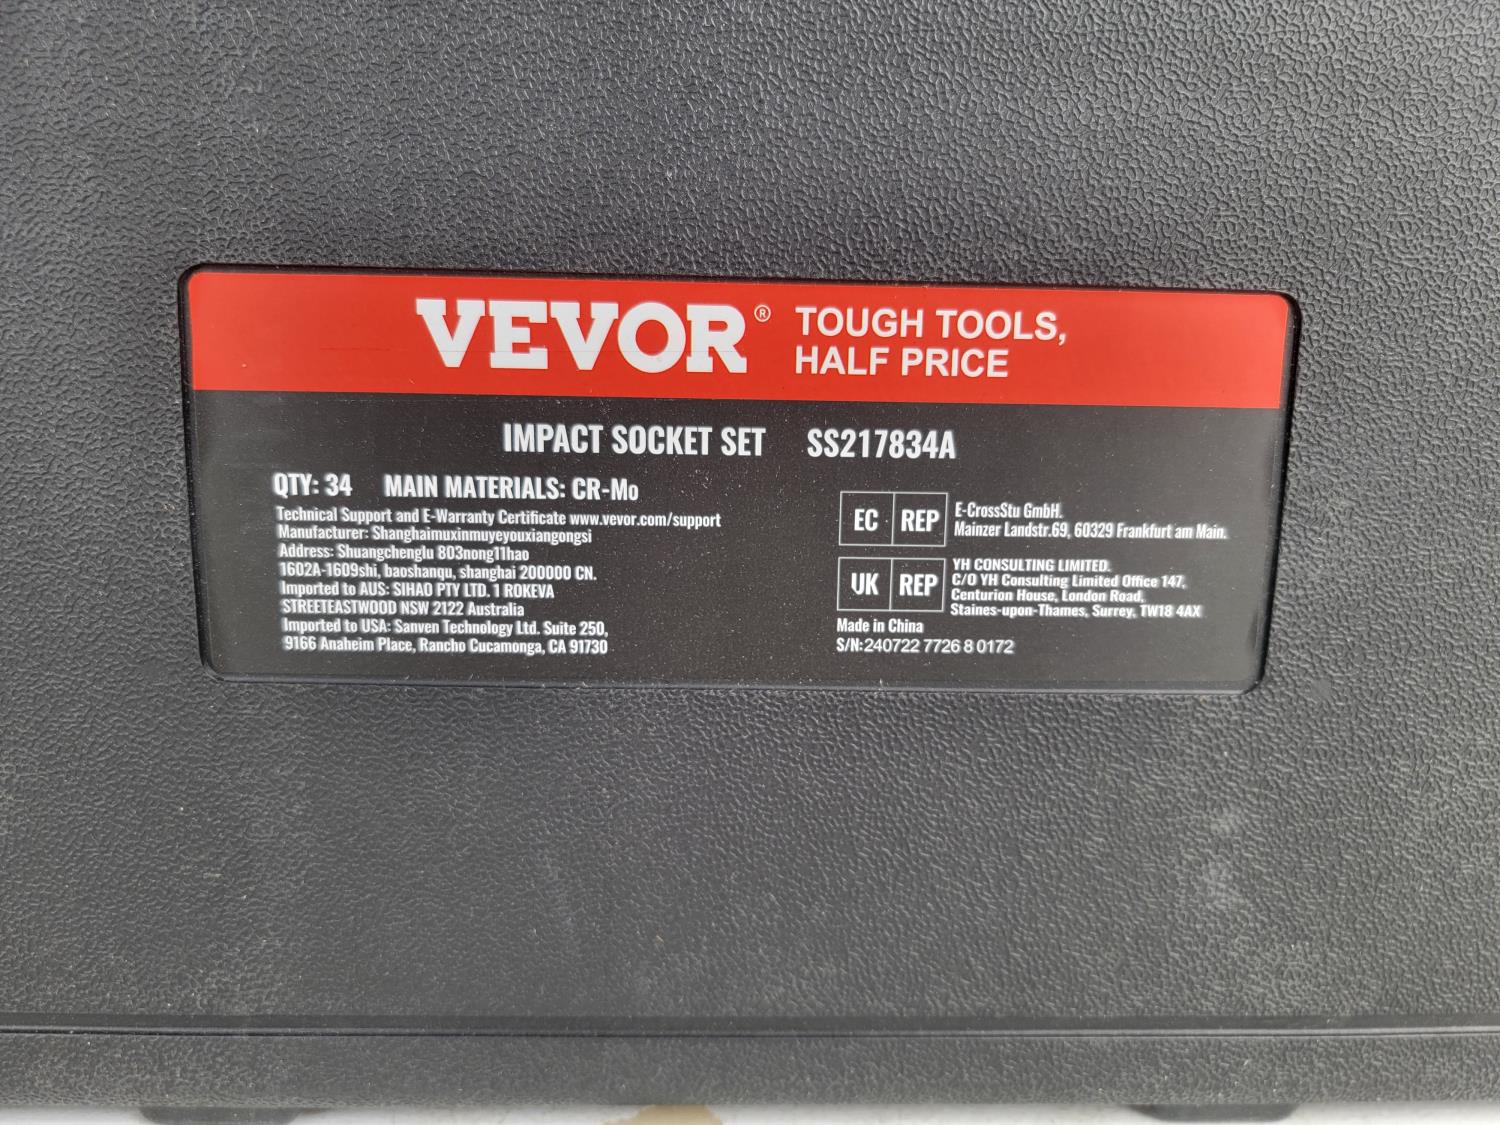 VEVOR® TOUGH TOOLS,
HALF PRICE
IMPACT SOCKET SET SS217834A
QTY: 34 MAIN MATERIALS: CR-Mo
Technical Support and E-Warranty Certificate www.vevor.com/support
Manufacturer: Shanghaimuxinmuyeyouxiangongsi
Address: Shuangchenglu 803nong11hao
1602A-1609shi, baoshanqu, shanghai 200000 CN.
Imported to AUS: SIHAO PTY LTD. 1 ROKEVA
STREETEASTWOOD NSW 2122 Australia
Imported to USA: Sanven Technology Ltd. Suite 250,
9166 Anaheim Place, Rancho Cucamonga, CA 91730
EC REP E-CrossStu GmbH.
Mainzer Landstr.69, 60329 Frankfurt am Main.
UK REP YH CONSULTING LIMITED.
C/O YH Consulting Limited Office 147,
Centurion House, London Road,
Staines-upon-Thames, Surrey, TW18 4AX
Made in China
S/N:240722 7726 8 0172